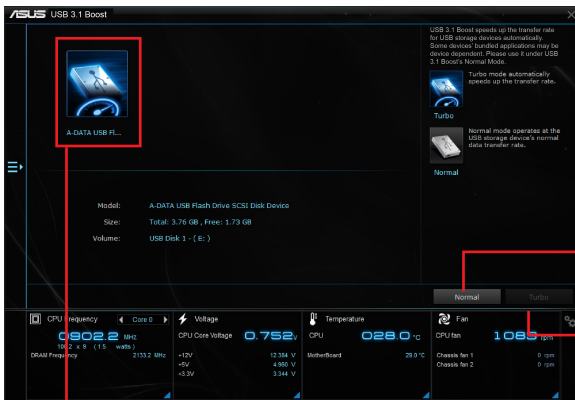 ASUS USB 3.1 Boost
USB 3.1 Boost speeds up the transfer rate
for USB storage devices automatically.
Some devices' bundled applications may be
device dependent. Please use it under USB
3.1 Boost's Normal Mode.
Turbo mode automatically
speeds up the transfer rate.
Turbo
Normal mode operates at the
USB storage device's normal
data transfer rate.
Normal
A-DATA USB Fl...
Model: A-DATA USB Flash Drive SCSI Disk Device
Size: Total: 3.76 GB , Free: 1.73 GB
Volume: USB Disk 1 - ( E: )
Normal Turbo
CPU Frequency Core 0
0902.2 MHz
100.2 x 9 ( 1 5 watts )
DRAM Frequency 2133.2 MHz
Voltage
CPU Core Voltage 0.752 v
+12V 12.384 V
+5V 4.960 V
+3.3V 3.344 V
Temperature
CPU 028.0 °C
MotherBoard 29.0 °C
Fan
CPU fan 1085 rpm
Chassis fan 1 0 rpm
Chassis fan 2 0 rpm